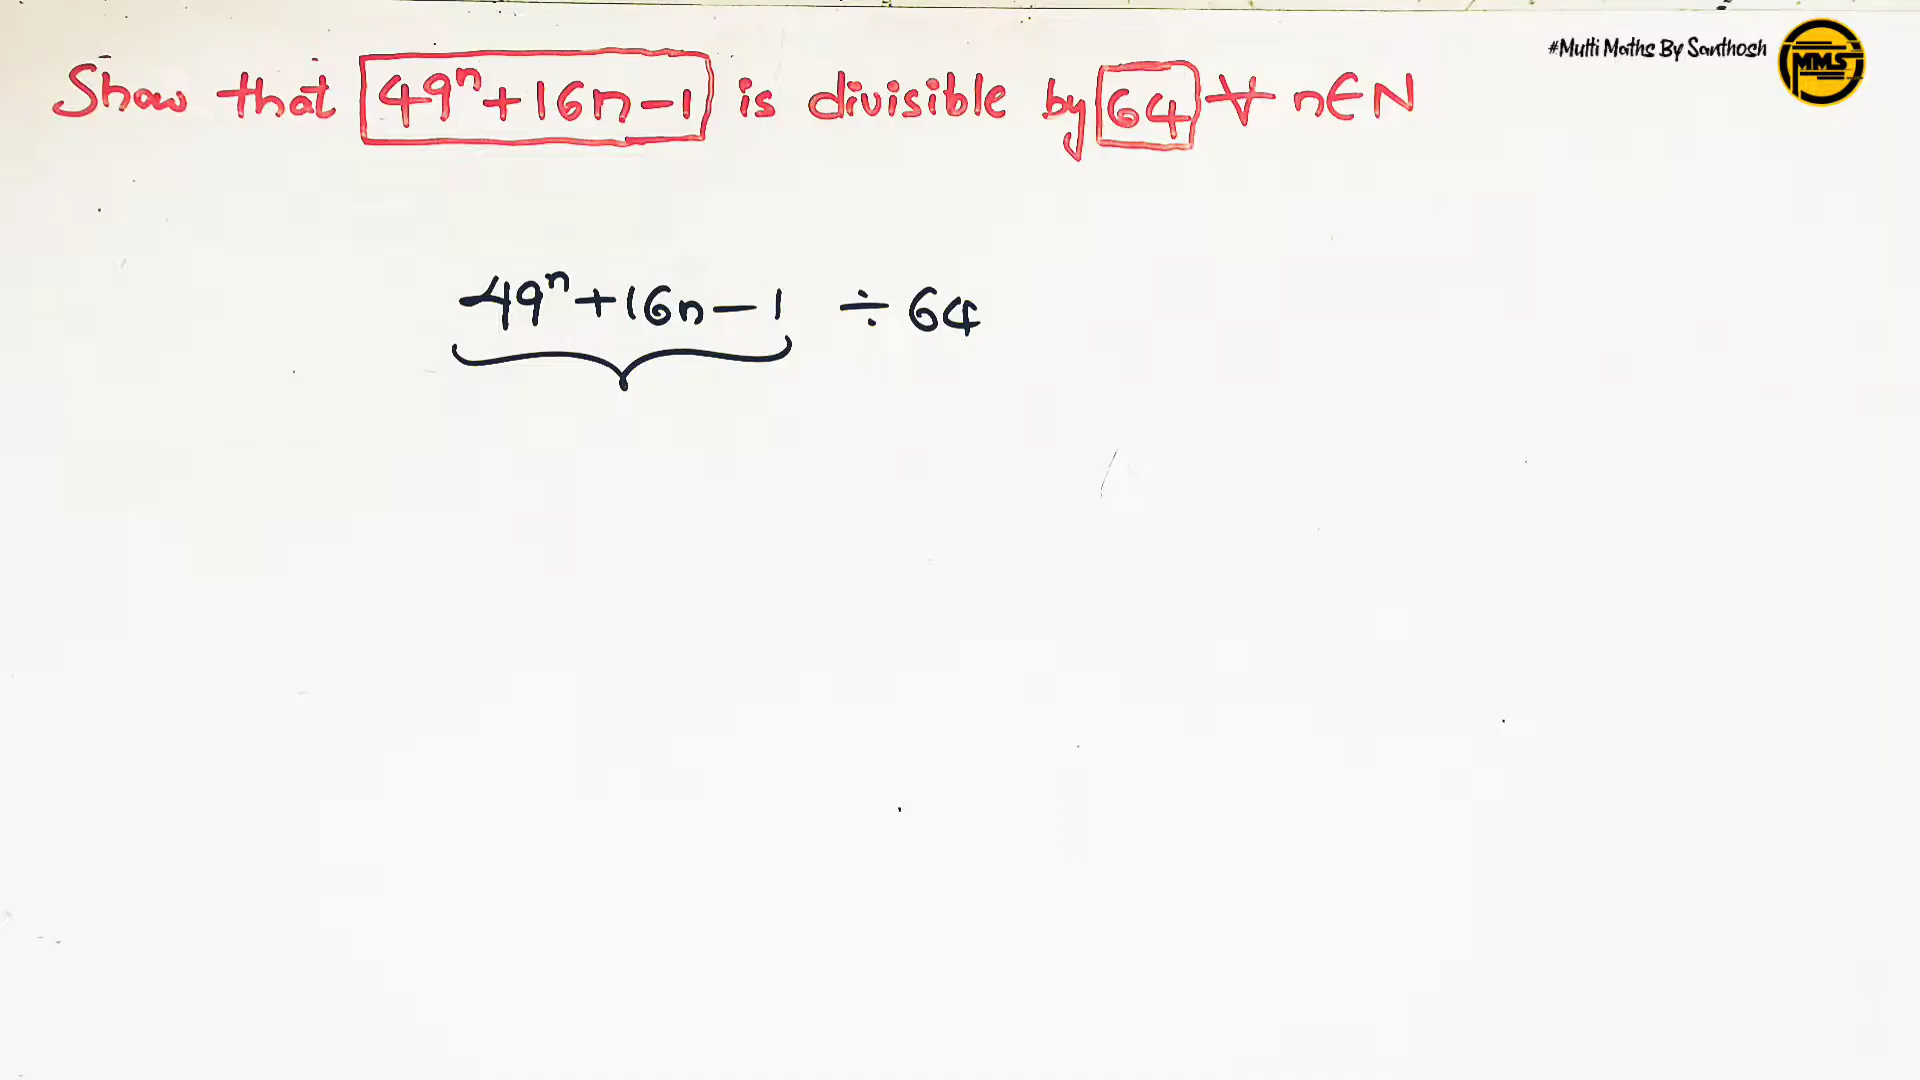 #Multi Maths By Santhosh
MMS
Show that 49ⁿ+16n-1 is divisible by 64 ∀ n∈N
49ⁿ+16n-1 ÷ 64